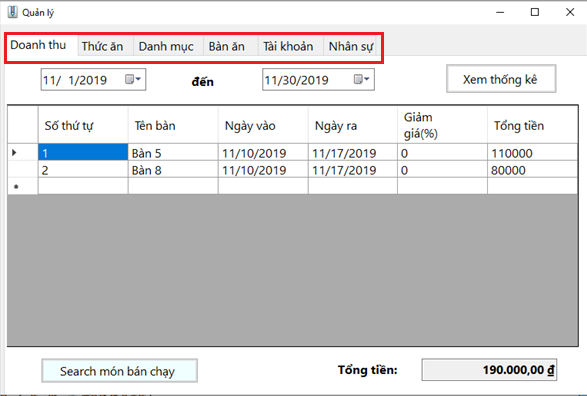 Quản lý
Doanh thu Thức ăn Danh mục Bàn ăn Tài khoản Nhân sự
11/ 1/2019 đến 11/30/2019 Xem thống kê
Số thứ tự Tên bàn Ngày vào Ngày ra Giảm giá(%) Tổng tiền
1 Bàn 5 11/10/2019 11/17/2019 0 110000
2 Bàn 8 11/10/2019 11/17/2019 0 80000
Search món bán chạy Tổng tiền: 190.000,00 ₫